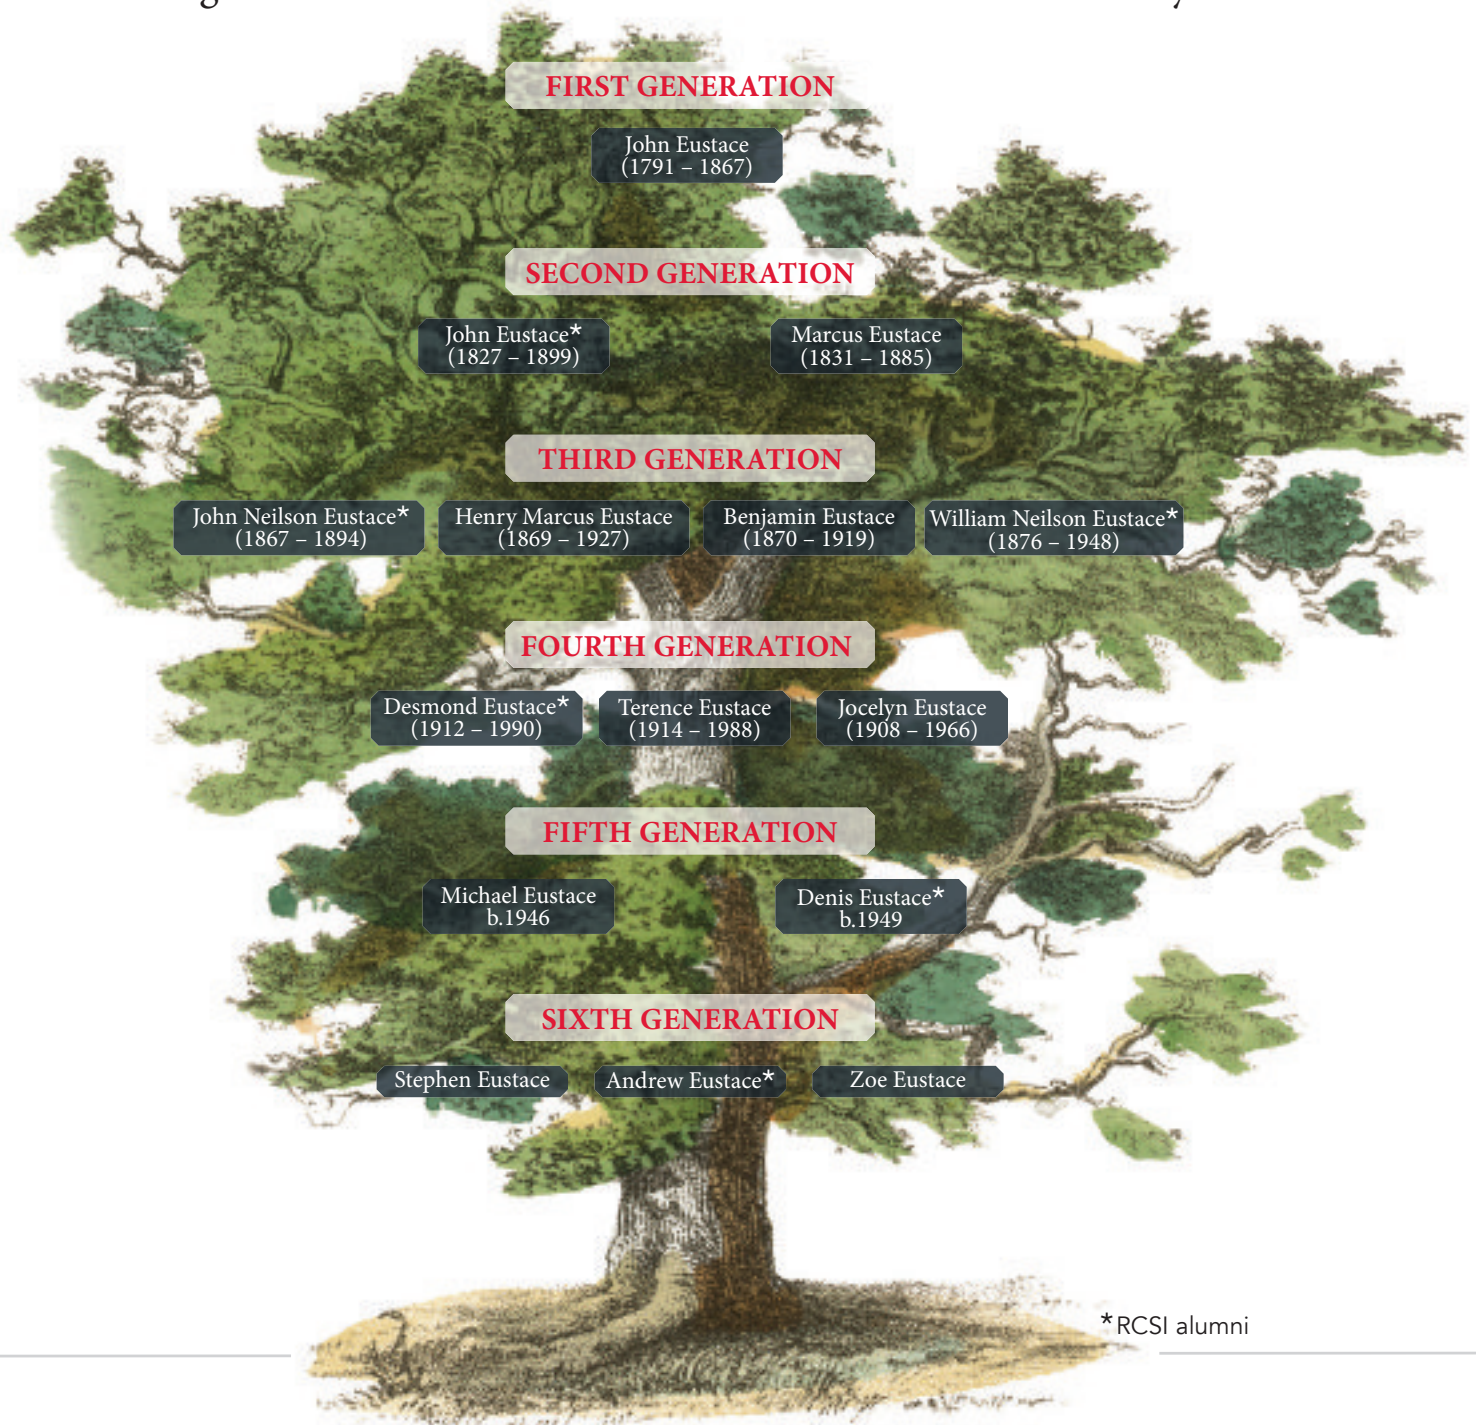 FIRST GENERATION
John Eustace
(1791 – 1867)
SECOND GENERATION
John Eustace*
(1827 – 1899)
Marcus Eustace
(1831 – 1885)
THIRD GENERATION
John Neilson Eustace*
(1867 – 1894)
Henry Marcus Eustace
(1869 – 1927)
Benjamin Eustace
(1870 – 1919)
William Neilson Eustace*
(1876 – 1948)
FOURTH GENERATION
Desmond Eustace*
(1912 – 1990)
Terence Eustace
(1914 – 1988)
Jocelyn Eustace
(1908 – 1966)
FIFTH GENERATION
Michael Eustace
b.1946
Denis Eustace*
b.1949
SIXTH GENERATION
Stephen Eustace
Andrew Eustace*
Zoe Eustace
*RCSI alumni